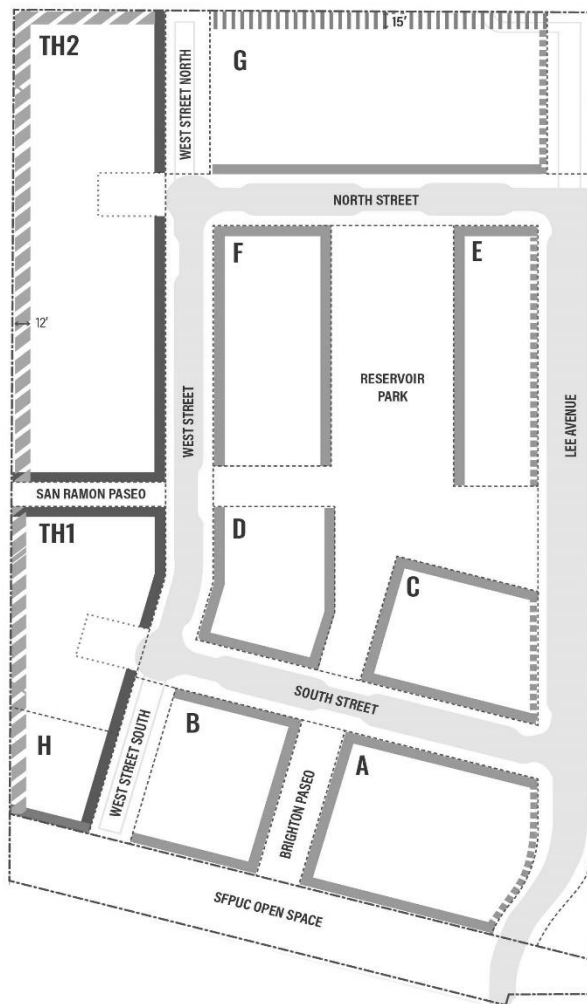 15'
TH2
G
WEST STREET NORTH
NORTH STREET
F
E
12'
RESERVOIR
PARK
WEST STREET
LEE AVENUE
SAN RAMON PASEO
TH1
D
C
SOUTH STREET
B
H
WEST STREET SOUTH
A
BRIGHTON PASEO
SFPUC OPEN SPACE